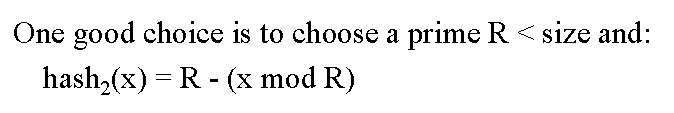 One good choice is to choose a prime R < size and:
hash₂(x) = R - (x mod R)